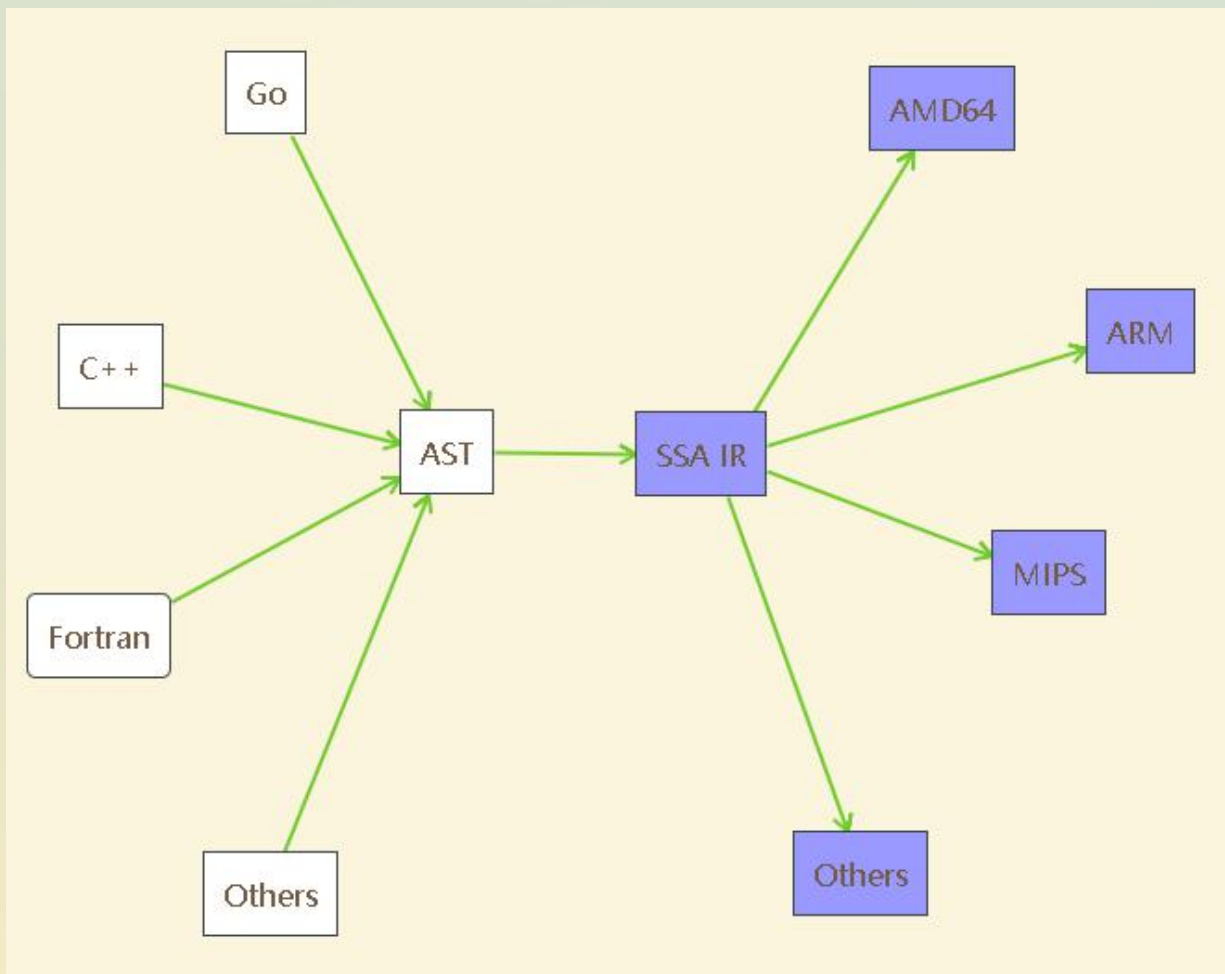 Go
AMD64
C++
ARM
AST
SSA IR
MIPS
Fortran
Others
Others